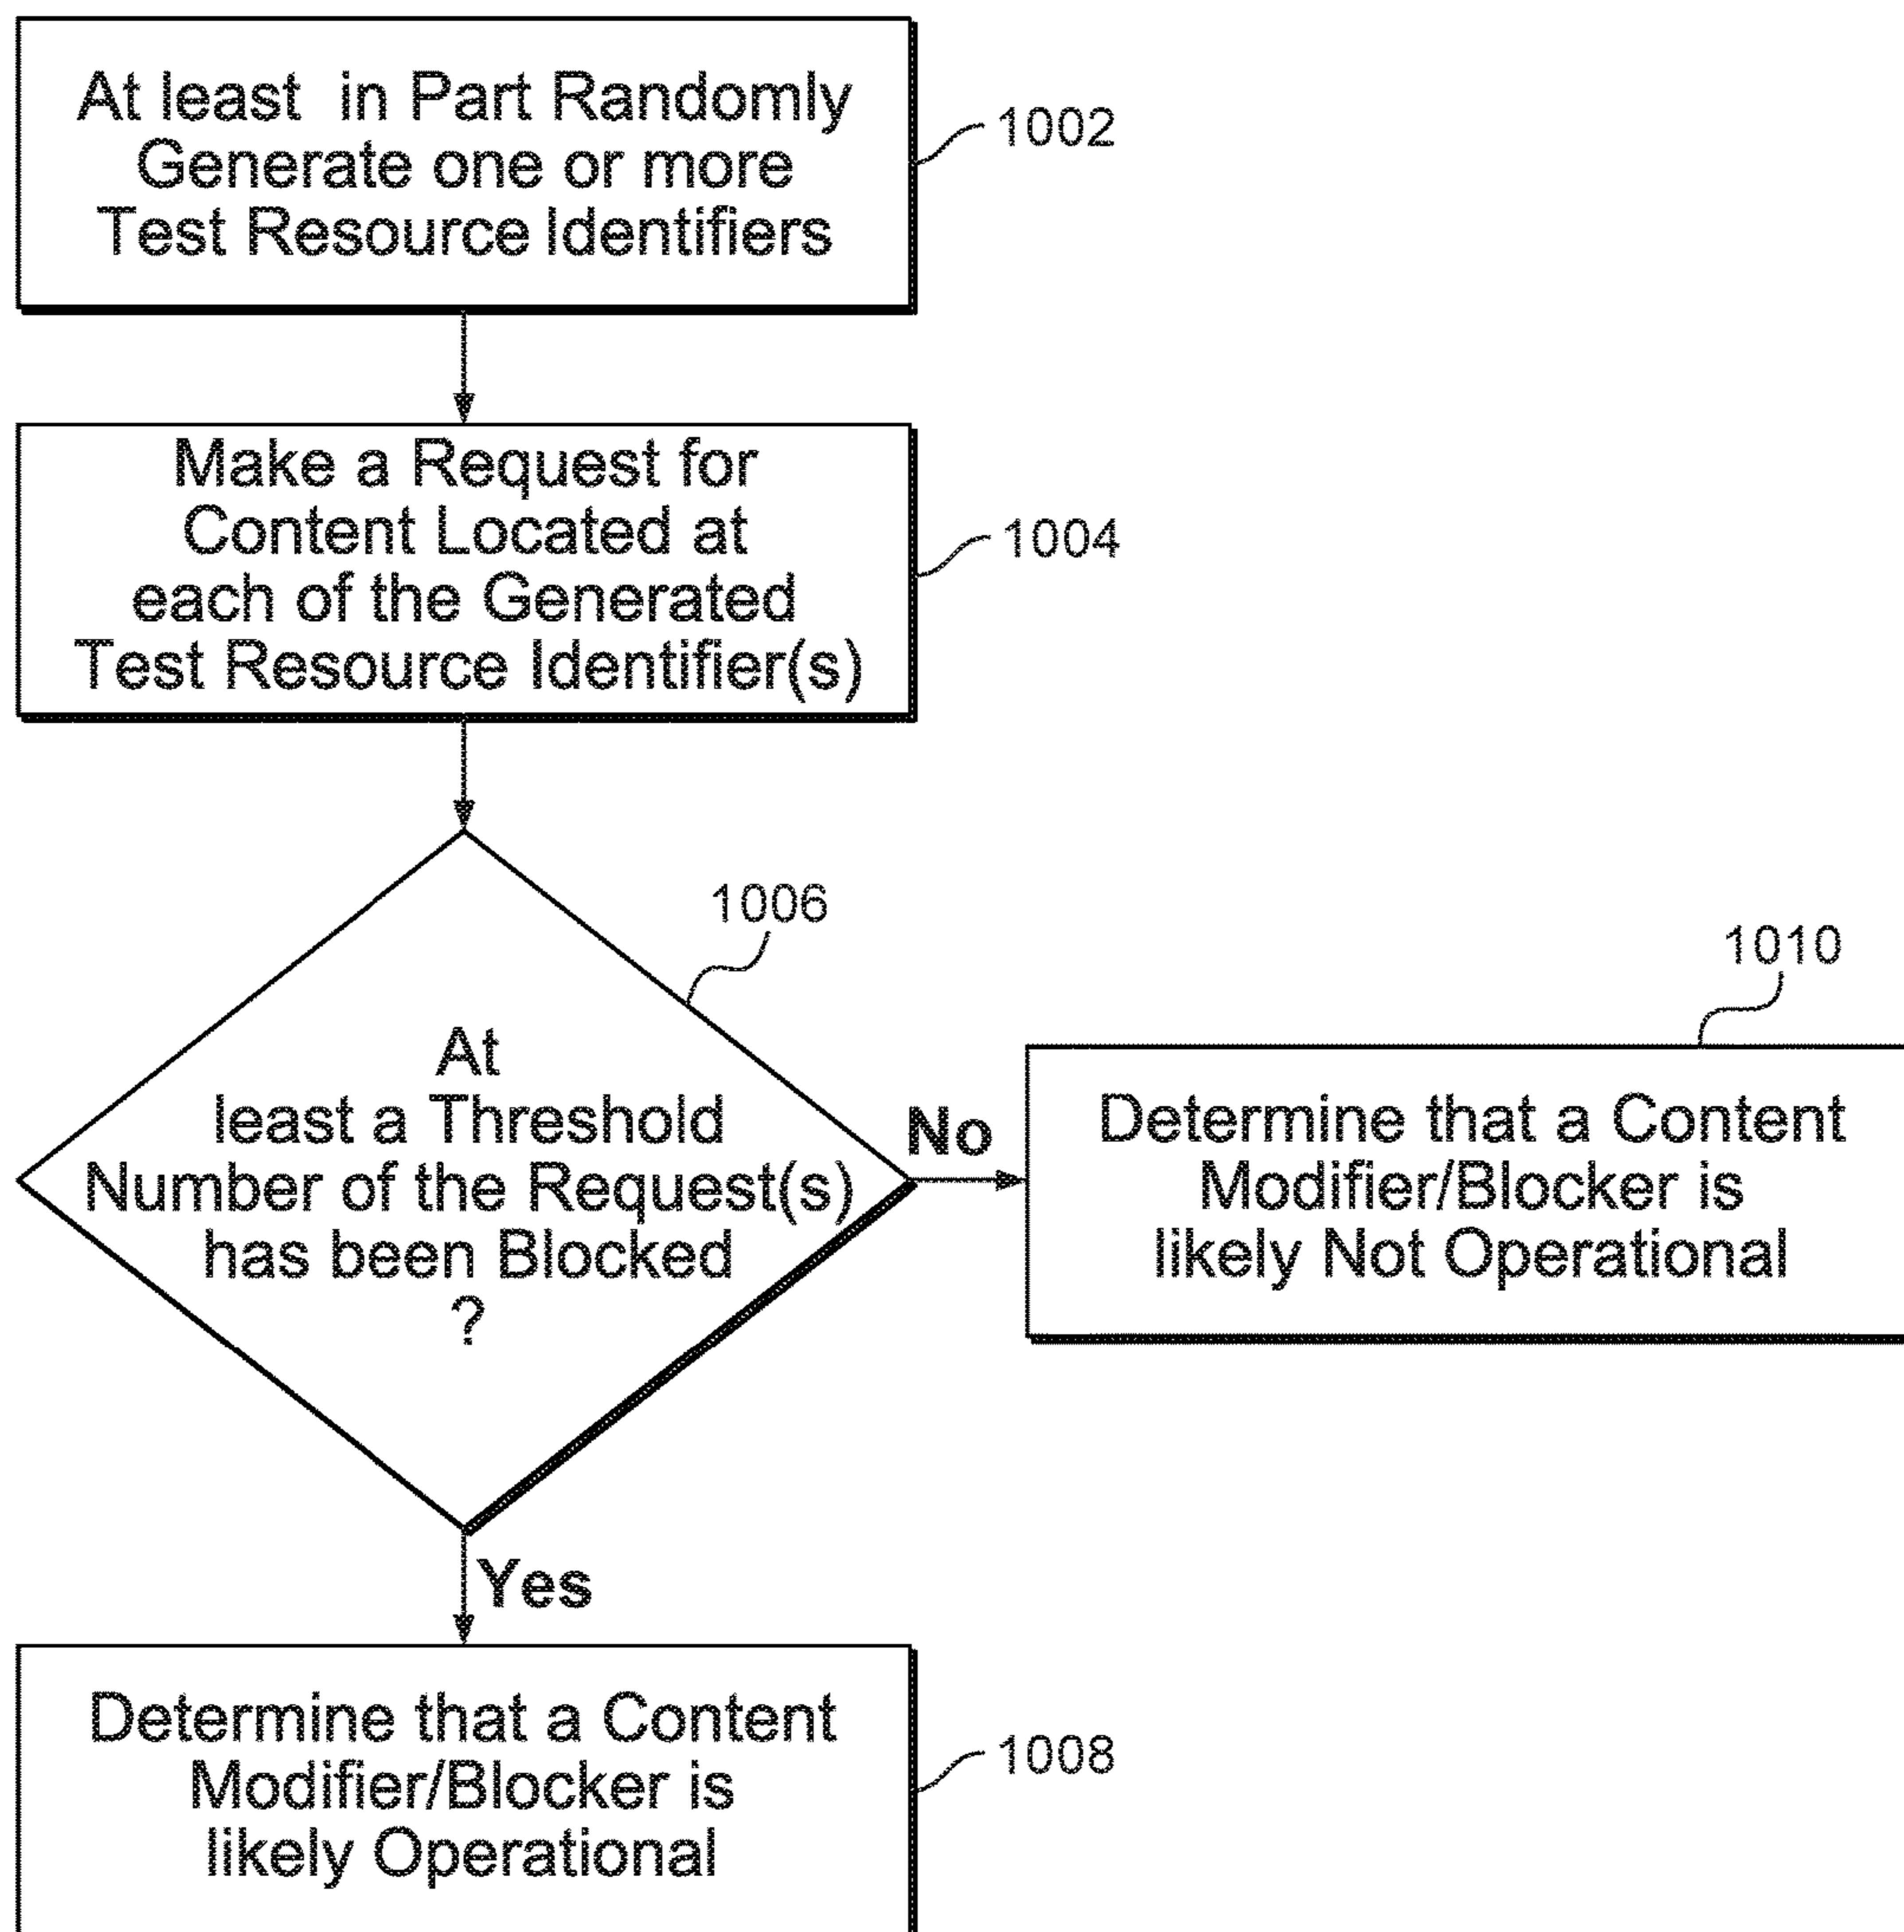 At least in Part Randomly
Generate one or more
Test Resource Identifiers
1002
Make a Request for
Content Located at
each of the Generated
Test Resource Identifier(s)
1004
1006
At
least a Threshold
Number of the Request(s)
has been Blocked
?
No
1010
Determine that a Content
Modifier/Blocker is
likely Not Operational
Yes
Determine that a Content
Modifier/Blocker is
likely Operational
1008